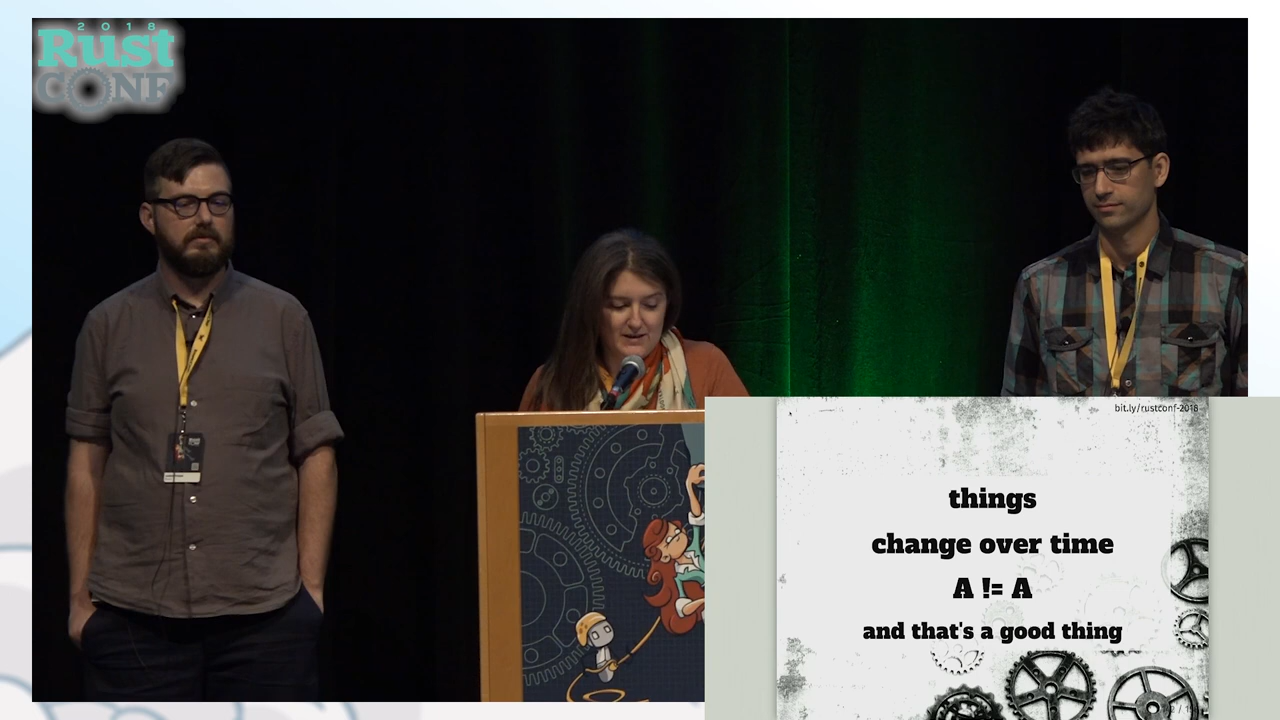 2018
Rust
CONF
bit.ly/rustconf-2018
things
change over time
A != A
and that's a good thing